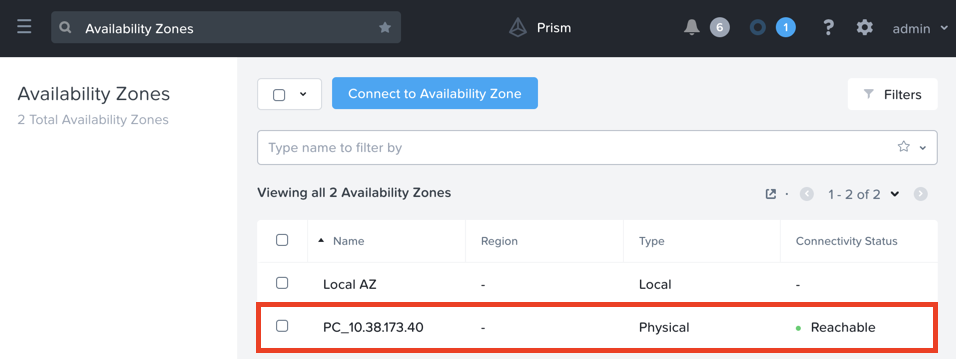 Availability Zones
Prism
6
1
?
admin
Availability Zones
2 Total Availability Zones
Connect to Availability Zone
Filters
Type name to filter by
Viewing all 2 Availability Zones
· 1 - 2 of 2
Name Region Type Connectivity Status
Local AZ - Local -
PC_10.38.173.40 - Physical Reachable